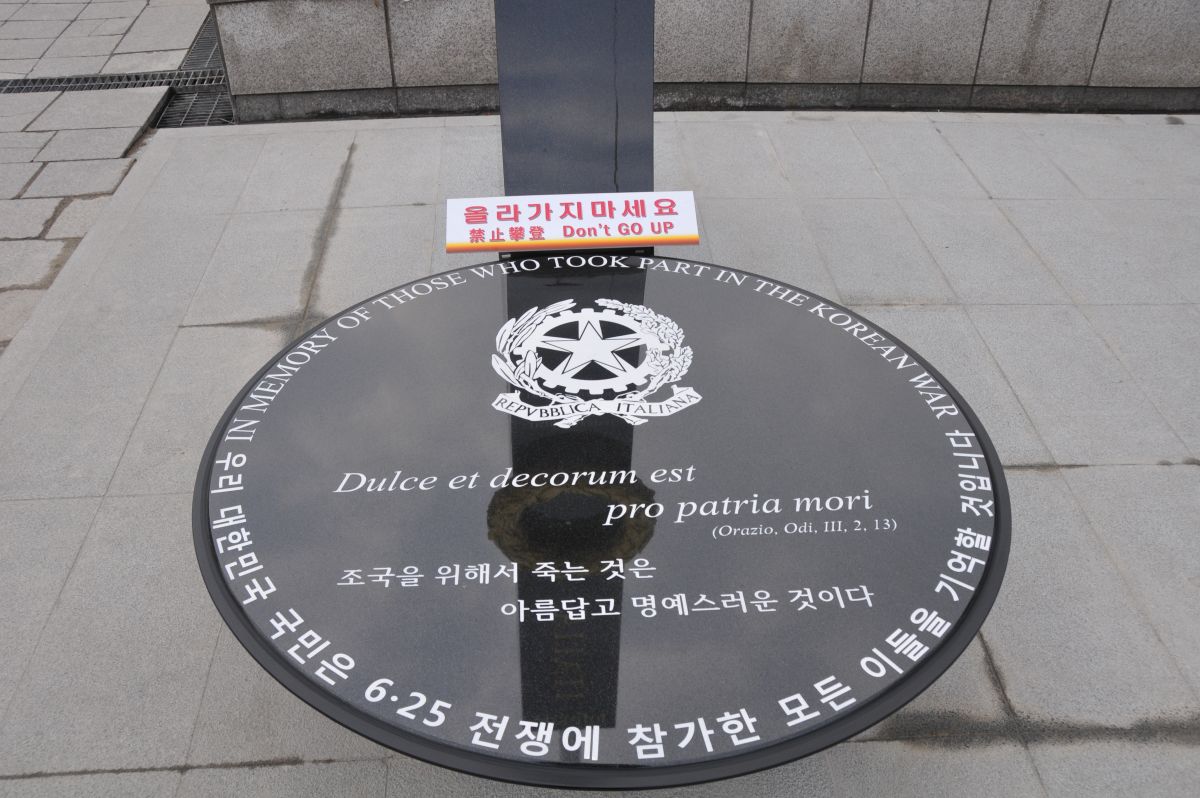 올라가지마세요
禁止攀登 Don't GO UP
IN MEMORY OF THOSE WHO TOOK PART IN THE KOREAN WAR
REPVBBLICA ITALIANA
Dulce et decorum est
pro patria mori
(Orazio, Odi, III, 2, 13)
조국을 위해서 죽는 것은
아름답고 명예스러운 것이다
우리 대한민국 국민은 6·25 전쟁에 참가한 모든 이들을 기억할 것입니다